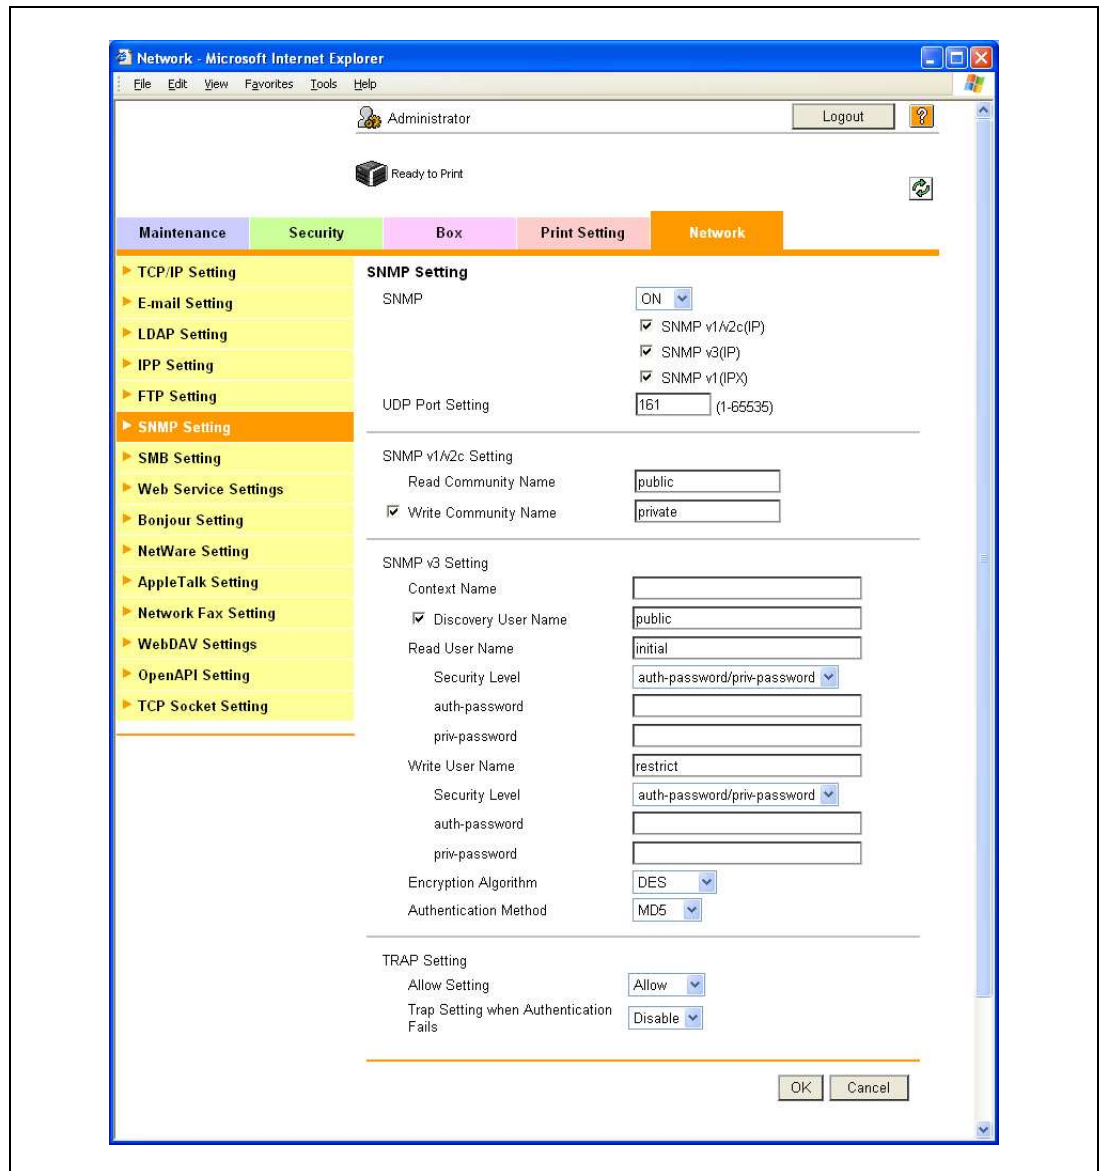 Network - Microsoft Internet Explorer
File Edit View Favorites Tools Help
Administrator Logout ?
Ready to Print
Maintenance Security Box Print Setting Network
TCP/IP Setting
E-mail Setting
LDAP Setting
IPP Setting
FTP Setting
SNMP Setting
SMB Setting
Web Service Settings
Bonjour Setting
NetWare Setting
AppleTalk Setting
Network Fax Setting
WebDAV Settings
OpenAPI Setting
TCP Socket Setting
SNMP Setting
SNMP ON
SNMP v1/v2c(IP)
SNMP v3(IP)
SNMP v1(IPX)
UDP Port Setting 161 (1-65535)
SNMP v1/v2c Setting
Read Community Name public
Write Community Name private
SNMP v3 Setting
Context Name
Discovery User Name public
Read User Name initial
Security Level auth-password/priv-password
auth-password
priv-password
Write User Name restrict
Security Level auth-password/priv-password
auth-password
priv-password
Encryption Algorithm DES
Authentication Method MD5
TRAP Setting
Allow Setting Allow
Trap Setting when Authentication
Fails Disable
OK Cancel